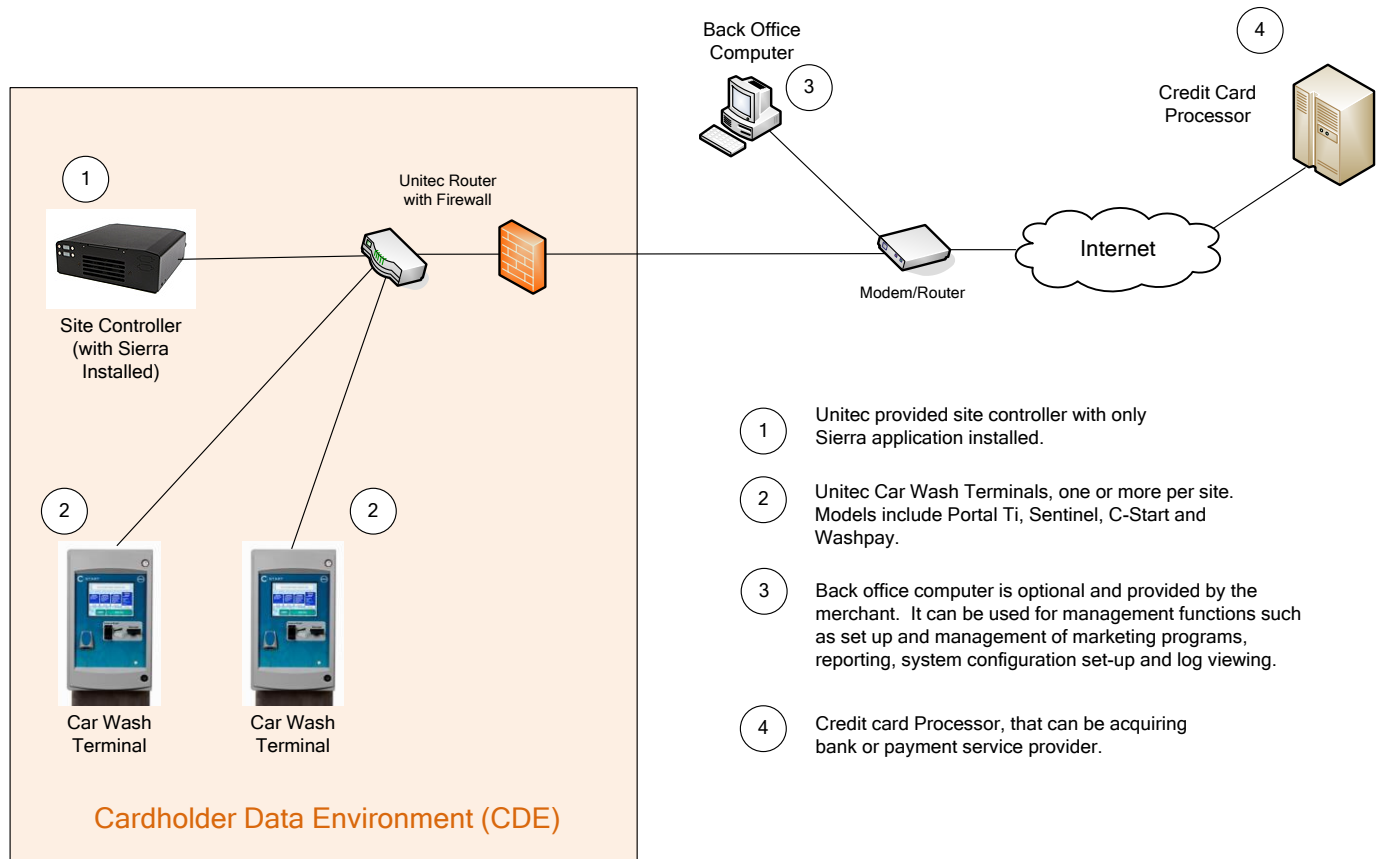 Back Office
Computer
3
4
Credit Card
Processor
1
Unitec Router
with Firewall
Internet
Modem/Router
Site Controller
(with Sierra
Installed)
2
2
Car Wash
Terminal
Car Wash
Terminal
Cardholder Data Environment (CDE)
1
Unitec provided site controller with only
Sierra application installed.
2
Unitec Car Wash Terminals, one or more per site.
Models include Portal Ti, Sentinel, C-Start and
Washpay.
3
Back office computer is optional and provided by the
merchant.  It can be used for management functions such
as set up and management of marketing programs,
reporting, system configuration set-up and log viewing.
4
Credit card Processor, that can be acquiring
bank or payment service provider.